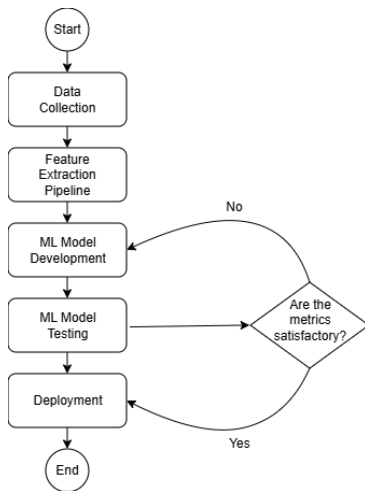 Start
Data
Collection
Feature
Extraction
Pipeline
No
ML Model
Development
Are the
metrics
satisfactory?
ML Model
Testing
Deployment
Yes
End